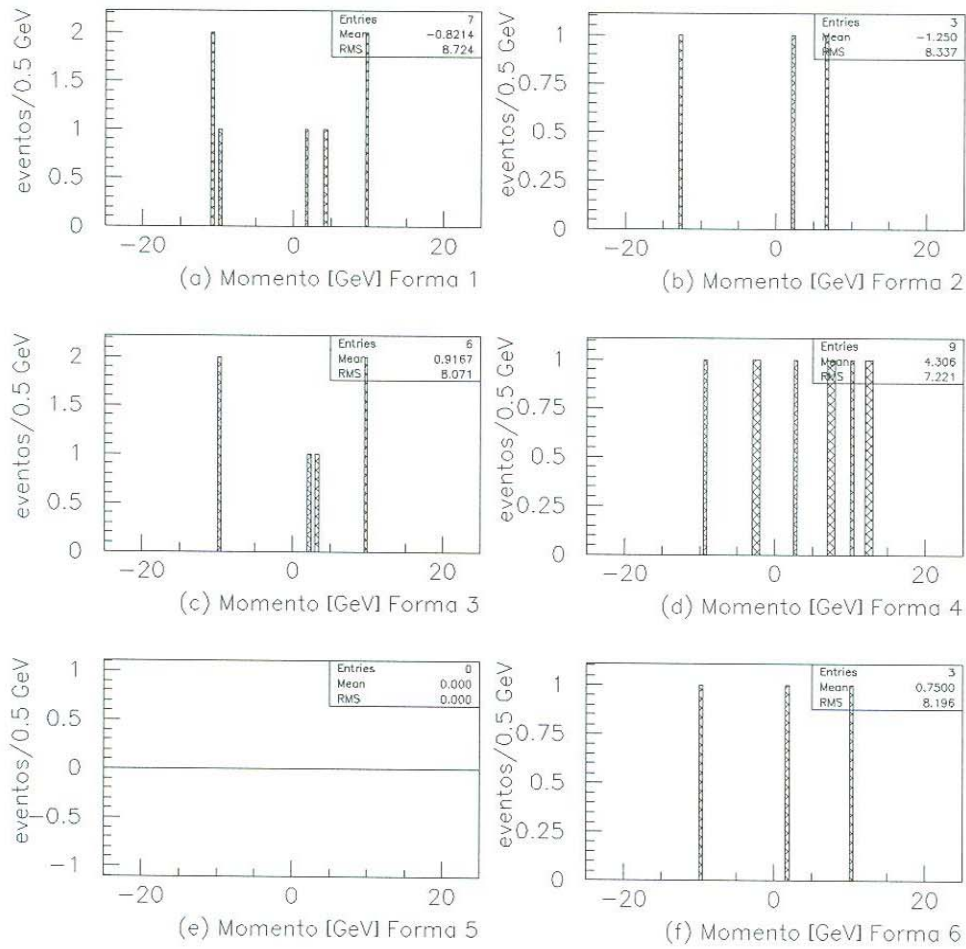 eventos/0.5 GeV
2
1.5
1
0.5
0
Entries 7
Mean -0.8214
RMS 8.724
-20 0 20
(a) Momento [GeV] Forma 1
eventos/0.5 GeV
1
0.75
0.5
0.25
0
Entries 3
Mean -1.250
RMS 8.337
-20 0 20
(b) Momento [GeV] Forma 2
eventos/0.5 GeV
2
1.5
1
0.5
0
Entries 6
Mean 0.9167
RMS 8.071
-20 0 20
(c) Momento [GeV] Forma 3
eventos/0.5 GeV
1
0.75
0.5
0.25
0
Entries 9
Mean 4.306
RMS 7.221
-20 0 20
(d) Momento [GeV] Forma 4
eventos/0.5 GeV
1
0.5
0
-0.5
-1
Entries 0
Mean 0.000
RMS 0.000
-20 0 20
(e) Momento [GeV] Forma 5
eventos/0.5 GeV
1
0.75
0.5
0.25
0
Entries 3
Mean 0.7500
RMS 8.196
-20 0 20
(f) Momento [GeV] Forma 6